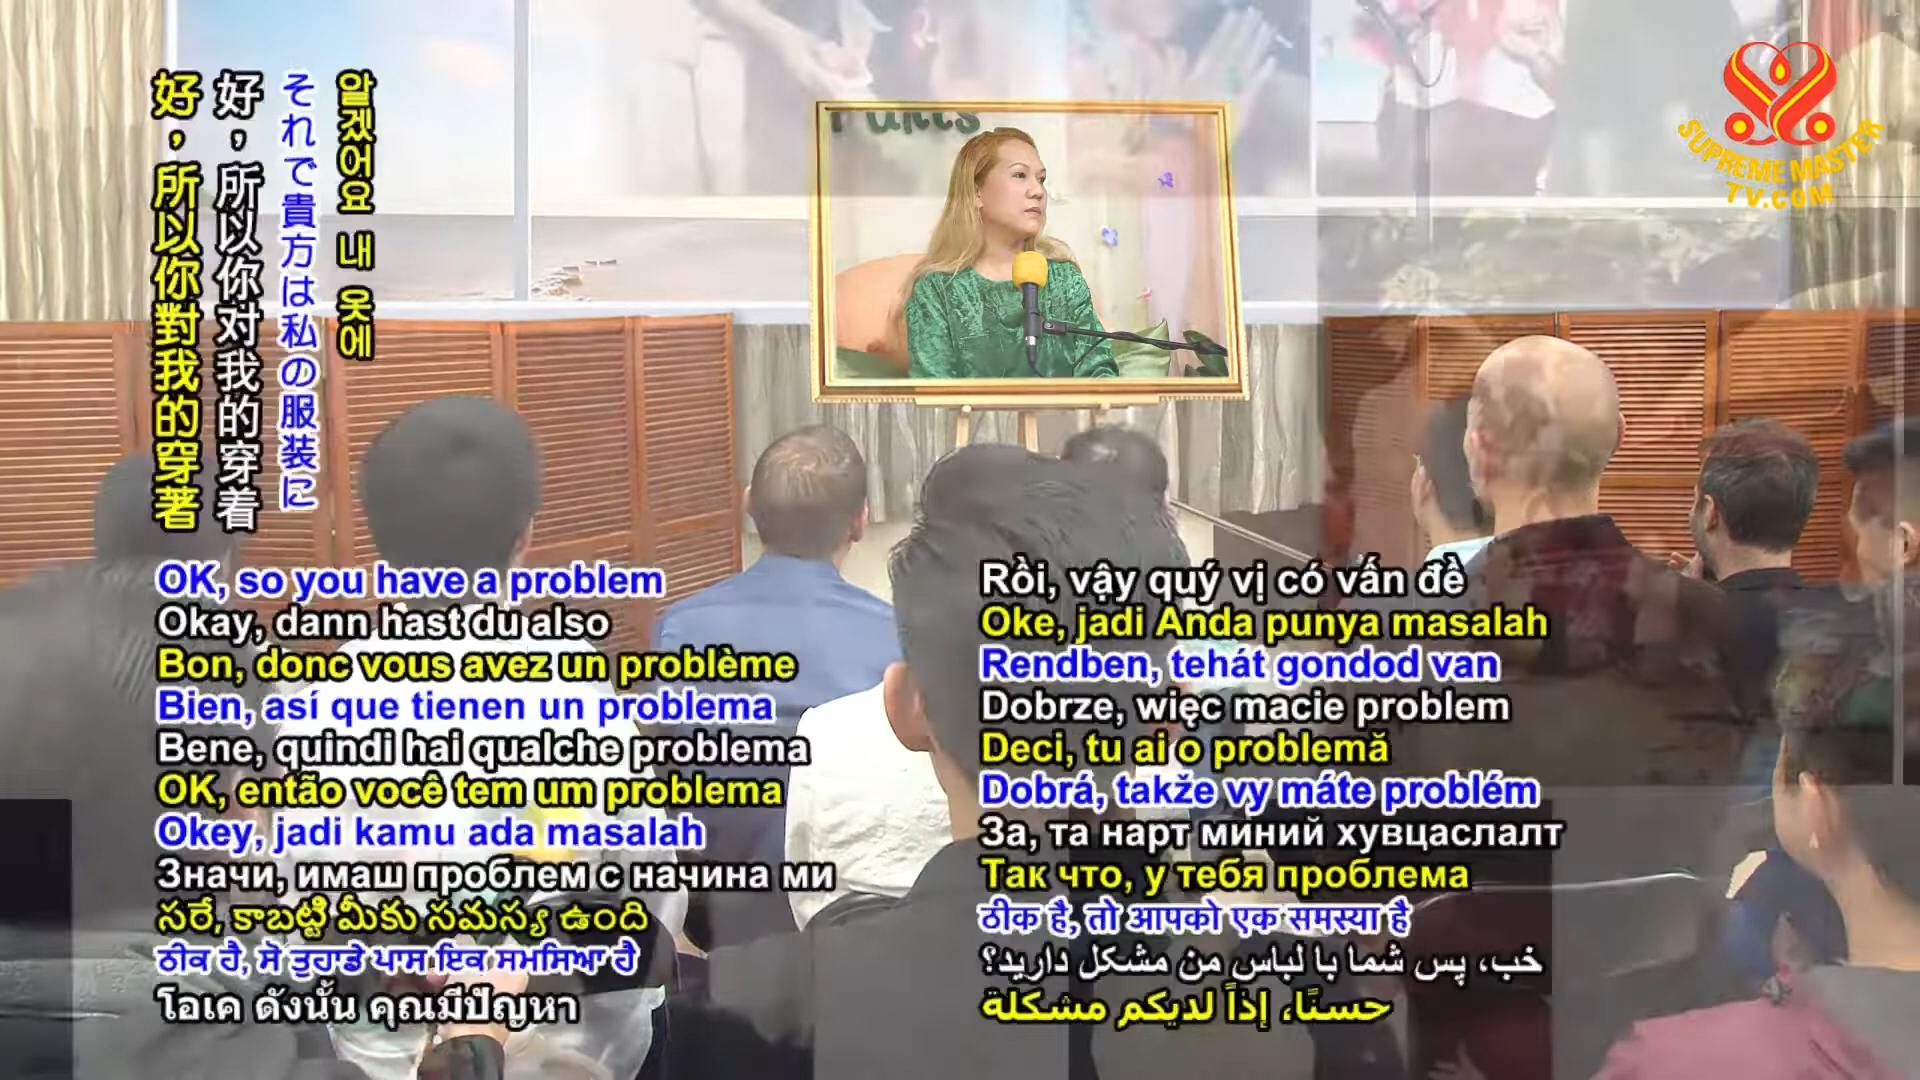 好，所以你對我的穿著
好，所以你对我的穿着
それで貴方は私の服装に
알겠어요 내 옷에
SUPREME MASTER
TV.COM
OK, so you have a problem
Okay, dann hast du also
Bon, donc vous avez un problème
Bien, así que tienen un problema
Bene, quindi hai qualche problema
OK, então você tem um problema
Okey, jadi kamu ada masalah
Значи, имаш проблем с начина ми
సరే, కాబట్టి మీకు సమస్య ఉంది
ਠੀਕ ਹੈ, ਸੋ ਤੁਹਾਡੇ ਪਾਸ ਇਕ ਸਮਸਿਆ ਹੈ
โอเค ดังนั้น คุณมีปัญหา
Rồi, vậy quý vị có vấn đề
Oke, jadi Anda punya masalah
Rendben, tehát gondod van
Dobrze, więc macie problem
Deci, tu ai o problemă
Dobrá, takže vy máte problém
За, та нарт миний хувцаслалт
Так что, у тебя проблема
ठीक है, तो आपको एक समस्या है
خب، پس شما با لباس من مشکل دارید؟
حسنًا، إذاً لديكم مشكلة